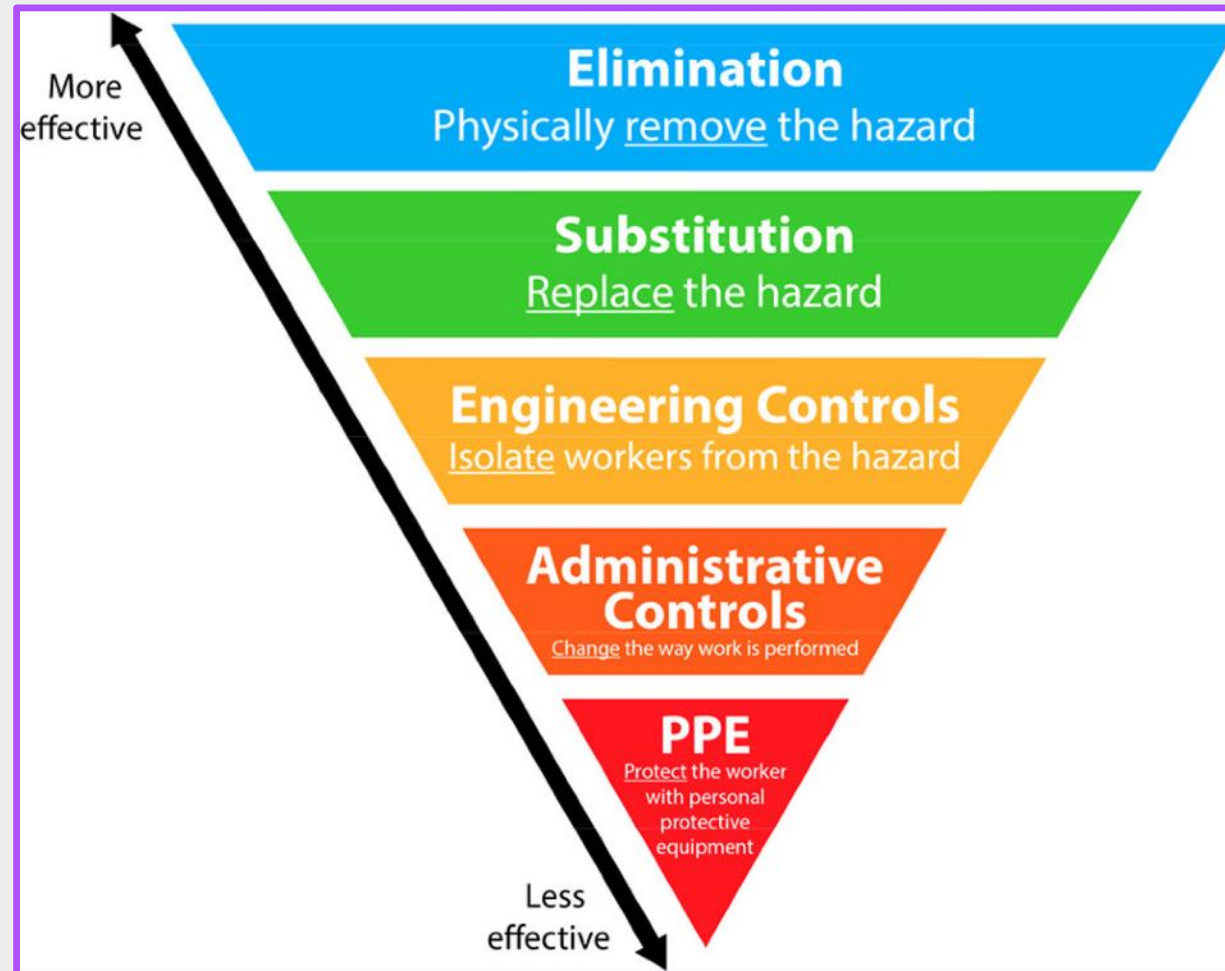 More
effective
Elimination
Physically remove the hazard
Substitution
Replace the hazard
Engineering Controls
Isolate workers from the hazard
Administrative
Controls
Change the way work is performed
PPE
Protect the worker
with personal
protective
equipment
Less
effective